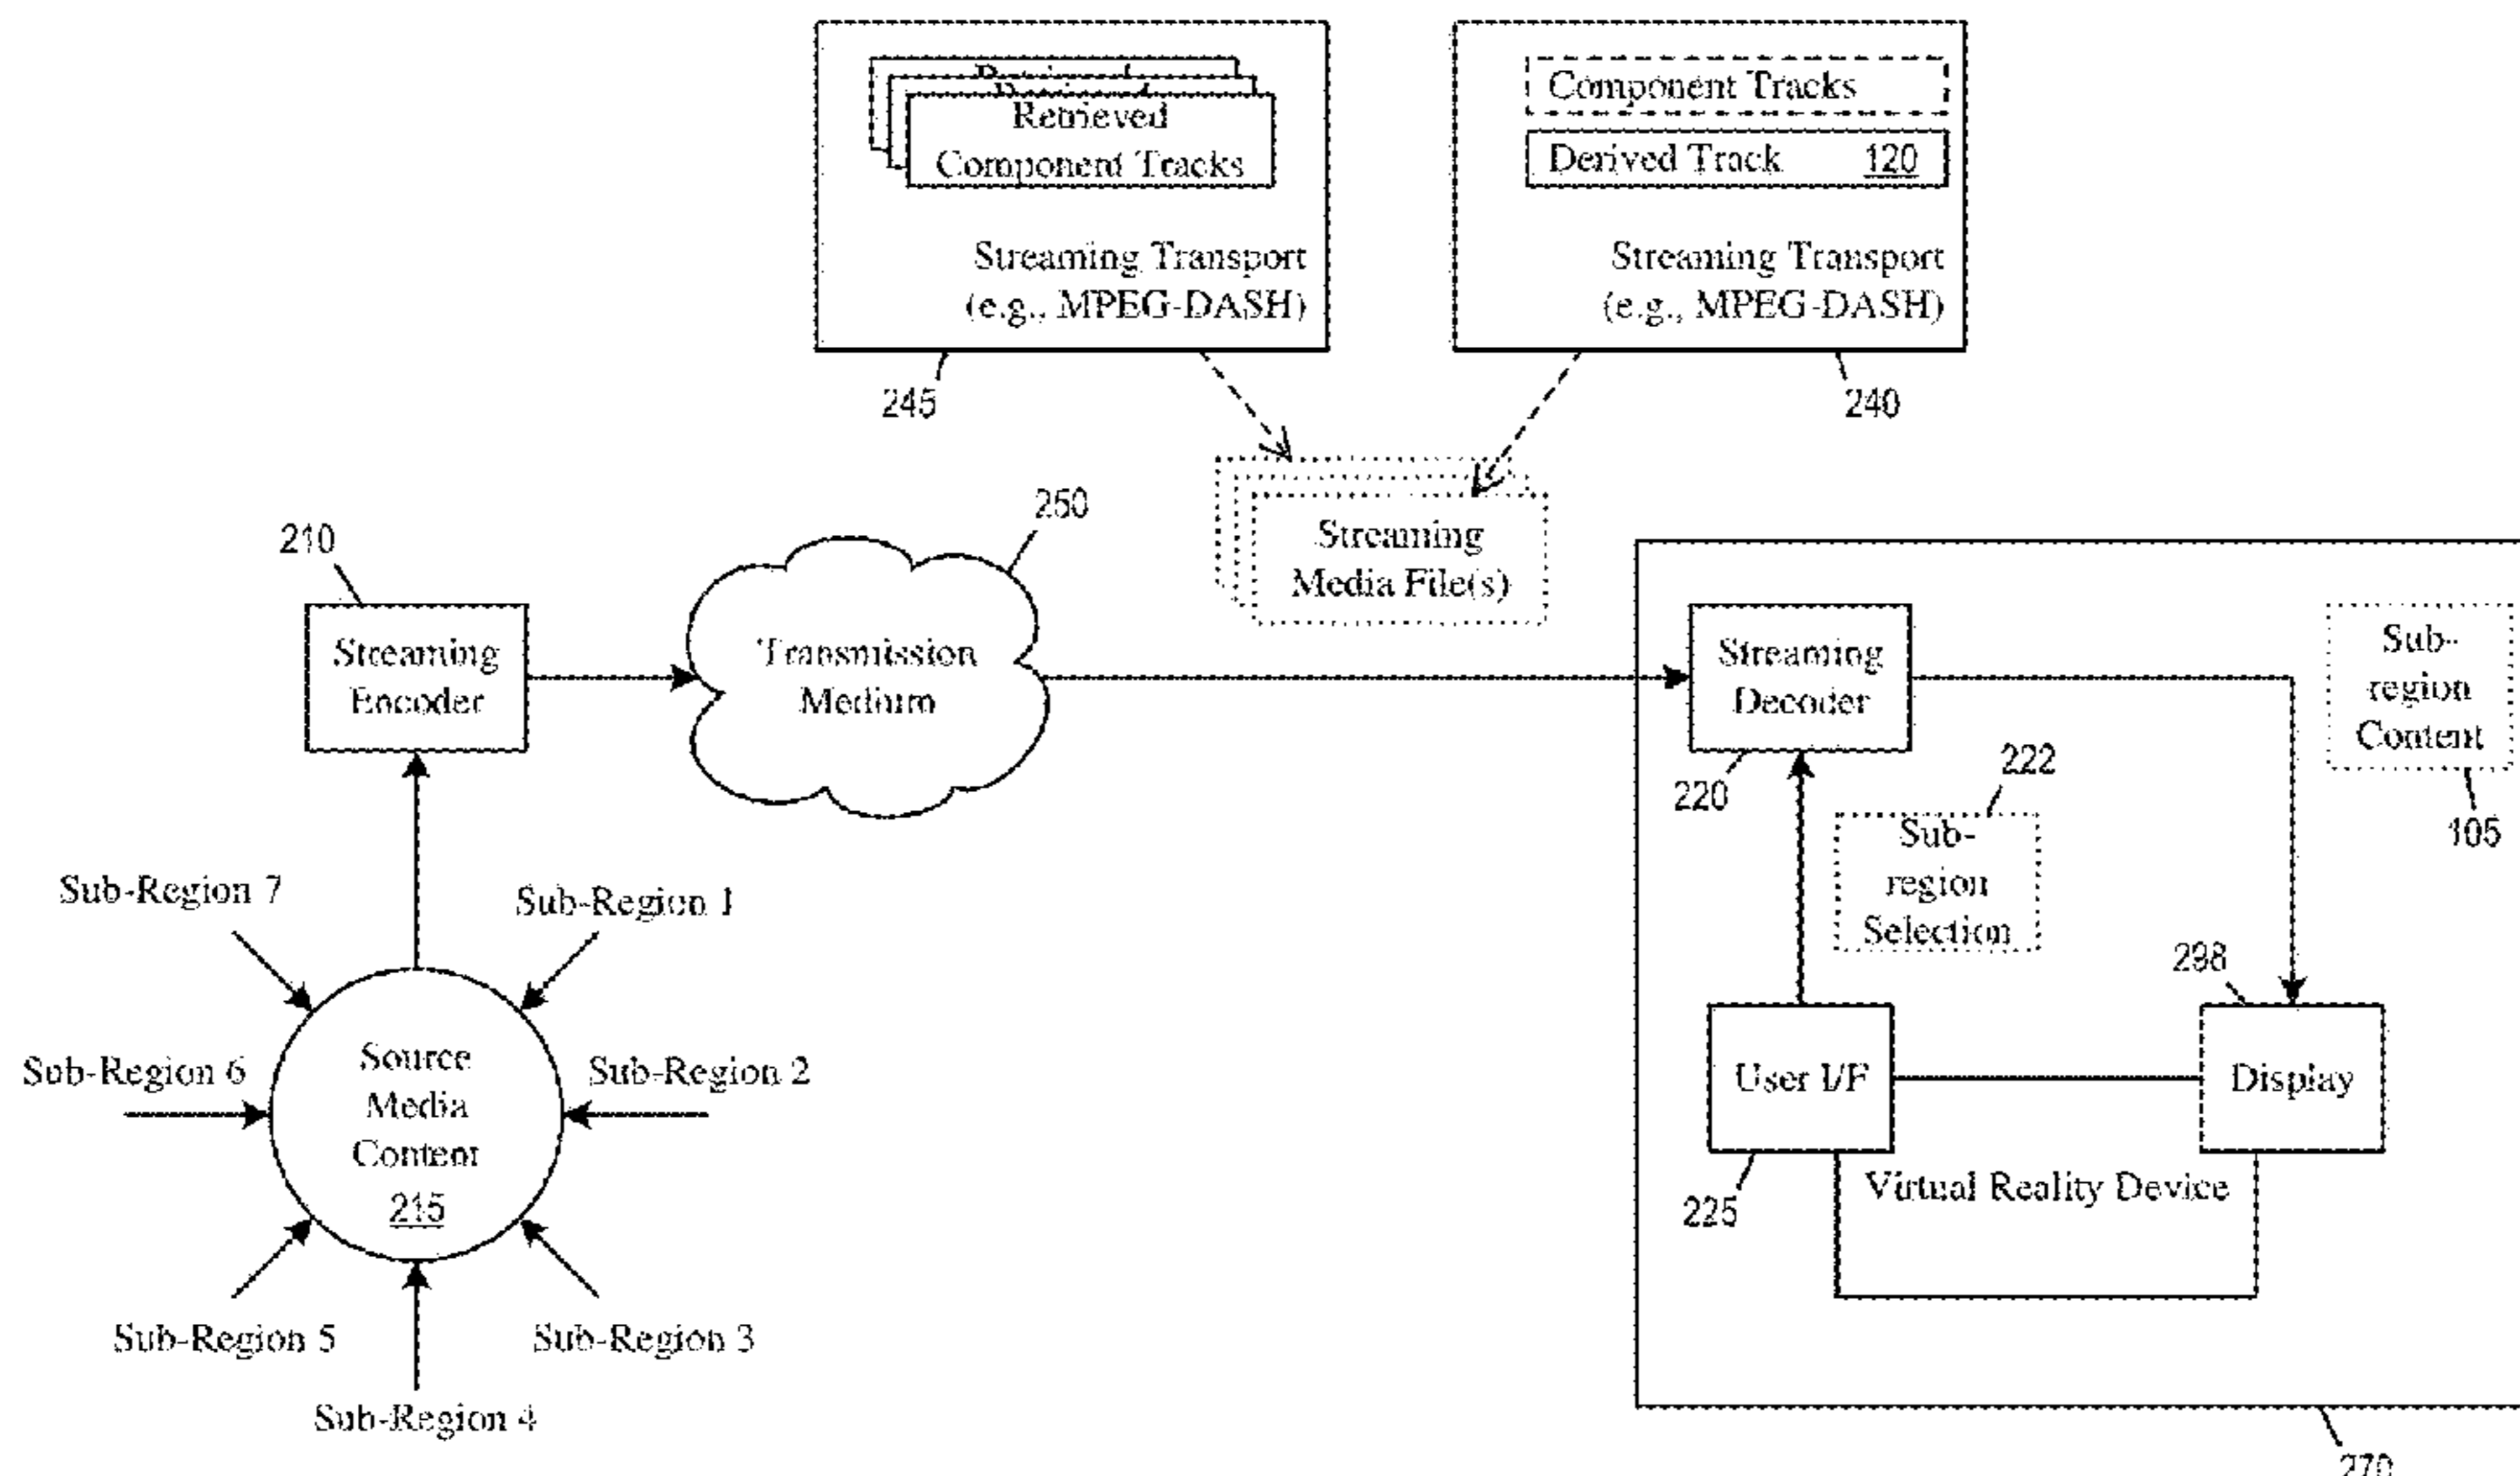 Retrieved
Component Tracks
Streaming Transport
(e.g., MPEG-DASH)
245
Component Tracks
Derived Track 120
Streaming Transport
(e.g., MPEG-DASH)
240
Streaming
Media File(s)
210
Streaming
Encoder
250
Transmission
Medium
Streaming
Decoder
220
Sub-
region
Content
105
222
Sub-
region
Selection
298
User I/F
225
Display
Virtual Reality Device
270
Sub-Region 7
Sub-Region 1
Sub-Region 6
Source
Media
Content
215
Sub-Region 2
Sub-Region 5
Sub-Region 3
Sub-Region 4